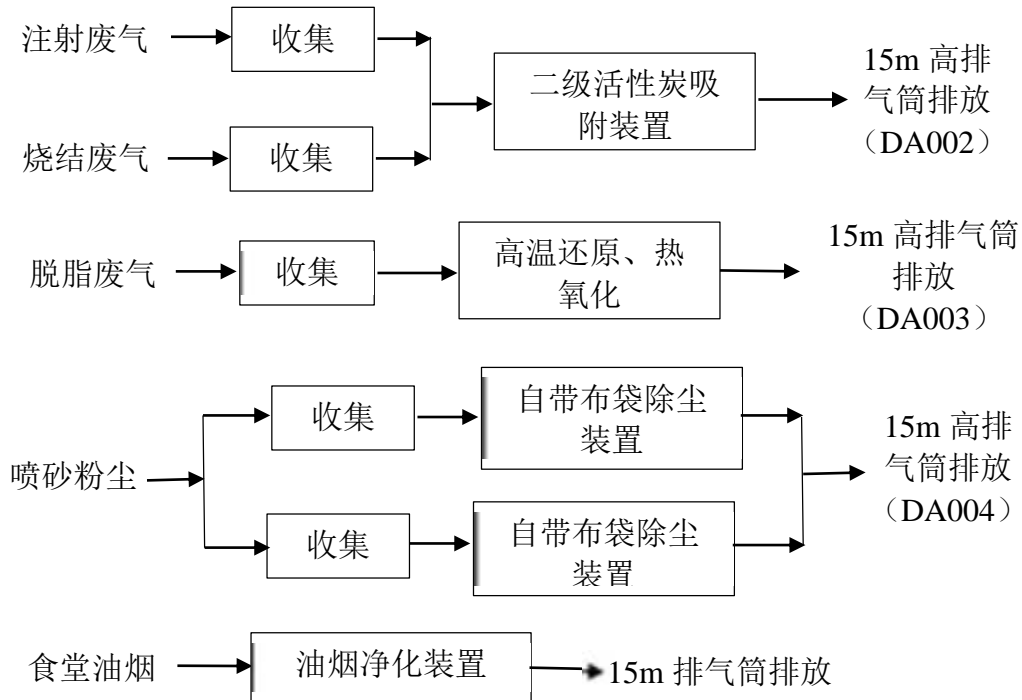 注射废气
收集
二级活性炭吸
附装置
15m 高排
气筒排放
（DA002）
烧结废气
收集
脱脂废气
收集
高温还原、热
氧化
15m 高排气筒
排放
（DA003）
喷砂粉尘
收集
自带布袋除尘
装置
收集
自带布袋除尘
装置
15m 高排
气筒排放
（DA004）
食堂油烟
油烟净化装置
15m 排气筒排放